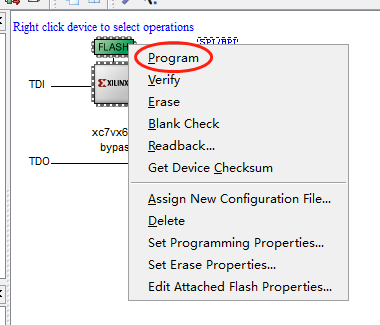 Right click device to select operations
FLASH
TDI
XILINX
xc7vx6
bypas
TDO
Program
Verify
Erase
Blank Check
Readback...
Get Device Checksum
Assign New Configuration File...
Delete
Set Programming Properties...
Set Erase Properties...
Edit Attached Flash Properties...